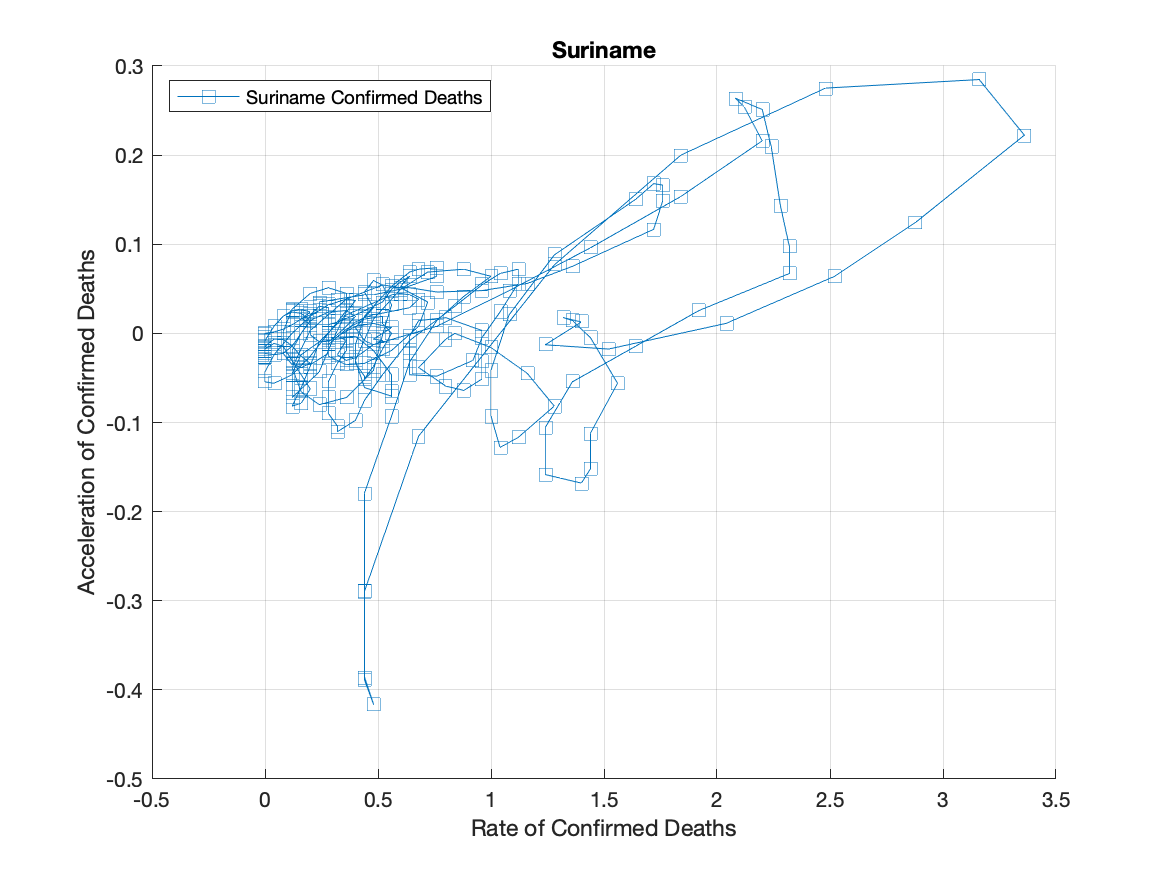 Suriname
Suriname Confirmed Deaths
0.3
0.2
0.1
0
-0.1
-0.2
-0.3
-0.4
-0.5
Acceleration of Confirmed Deaths
-0.5 0 0.5 1 1.5 2 2.5 3 3.5
Rate of Confirmed Deaths